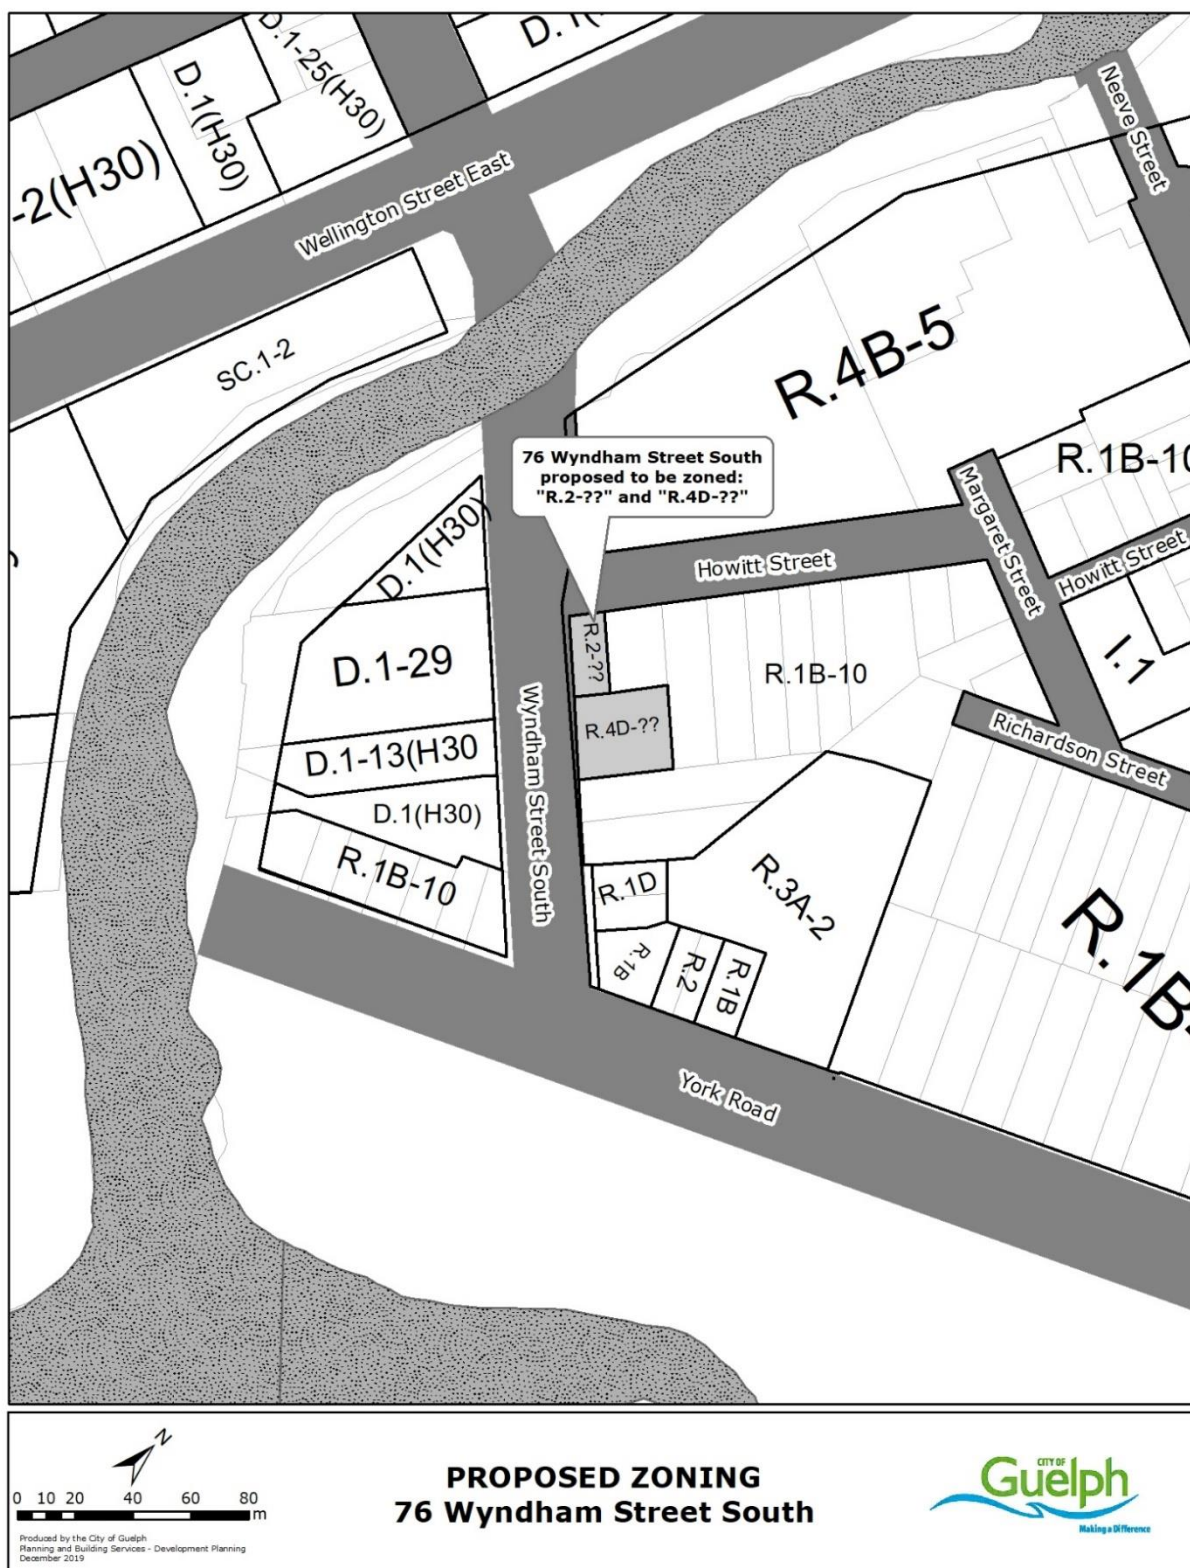 D.1-25(H30)
D.1(H30)
-2(H30)
Neeve Street
Wellington Street East
SC.1-2
R.4B-5
76 Wyndham Street South
proposed to be zoned:
"R.2-??" and "R.4D-??"
R.1B-10
Margaret Street
D.1(H30)
Howitt Street
Howitt Street
R.2-??
D.1-29
R.1B-10
I.1
R.4D-??
Wyndham Street South
Richardson Street
D.1-13(H30
D.1(H30)
R.1B-10
R.1D
R.3A-2
R.1B
R.2
R.1B
R.1B-
York Road
N
0 10 20 40 60 80
m
Produced by the City of Guelph
Planning and Building Services - Development Planning
December 2019
PROPOSED ZONING
76 Wyndham Street South
CITY OF
Guelph
Making a Difference